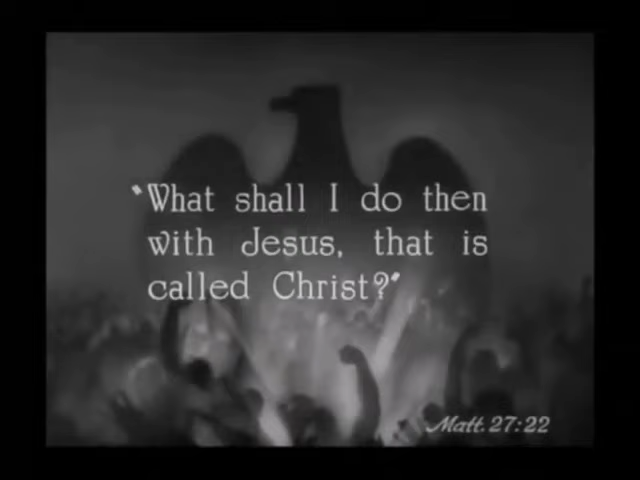 "What shall I do then
with Jesus, that is
called Christ?"
Matt. 27:22